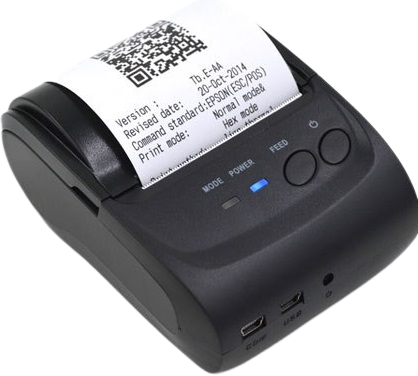 Version :    Tb.E-AA
Revised date:   20-Oct-2014
Command standard:EPSON(ESC/POS)
Print mode:   Normal mode&
Hex mode
MODE POWER FEED
USB